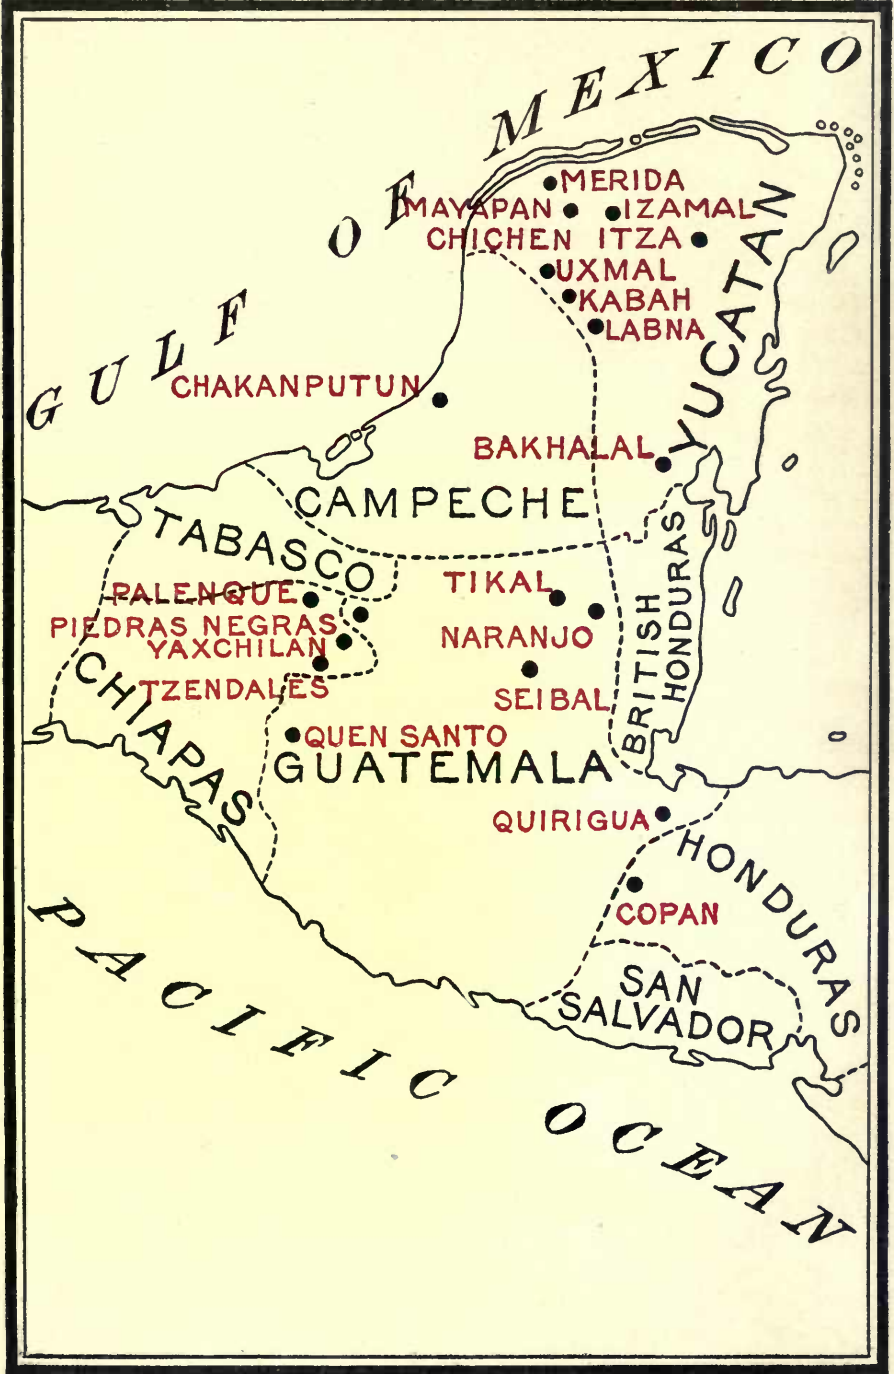 GULF OF MEXICO
MERIDA
MAYAPAN
IZAMAL
CHICHEN ITZA
UXMAL
KABAH
LABNA
YUCATAN
CHAKANPUTUN
BAKHALAL
CAMPECHE
TABASCO
PALENQUE
PIEDRAS NEGRAS
YAXCHILAN
TZENDALES
CHIAPAS
TIKAL
NARANJO
SEIBAL
BRITISH
HONDURAS
QUEN SANTO
GUATEMALA
QUIRIGUA
HONDURAS
COPAN
SAN
SALVADOR
PACIFIC OCEAN